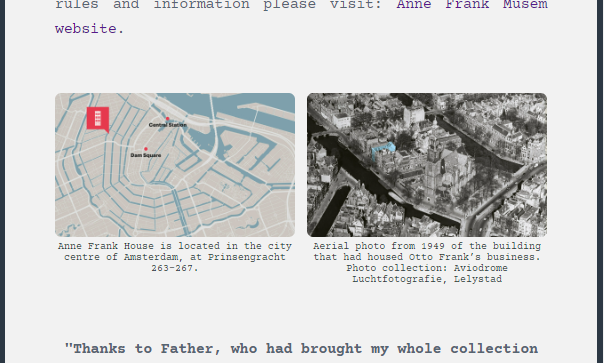 rules and information please visit: Anne Frank Musem
website.
Central Station
Dam Square
Anne Frank House is located in the city
centre of Amsterdam, at Prinsengracht
263-267.
Aerial photo from 1949 of the building
that had housed Otto Frank’s business.
Photo collection: Aviodrome
Luchtfotografie, Lelystad
"Thanks to Father, who had brought my whole collection